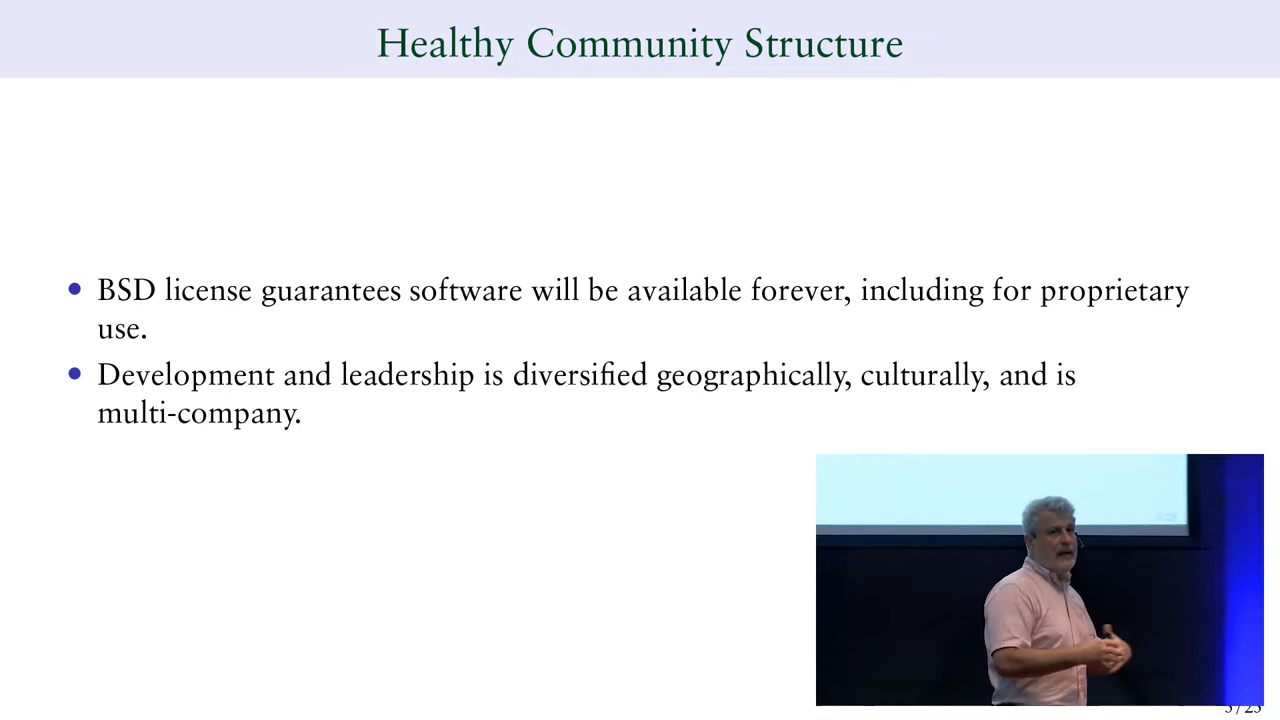 Healthy Community Structure
BSD license guarantees software will be available forever, including for proprietary
use.
Development and leadership is diversified geographically, culturally, and is
multi-company.